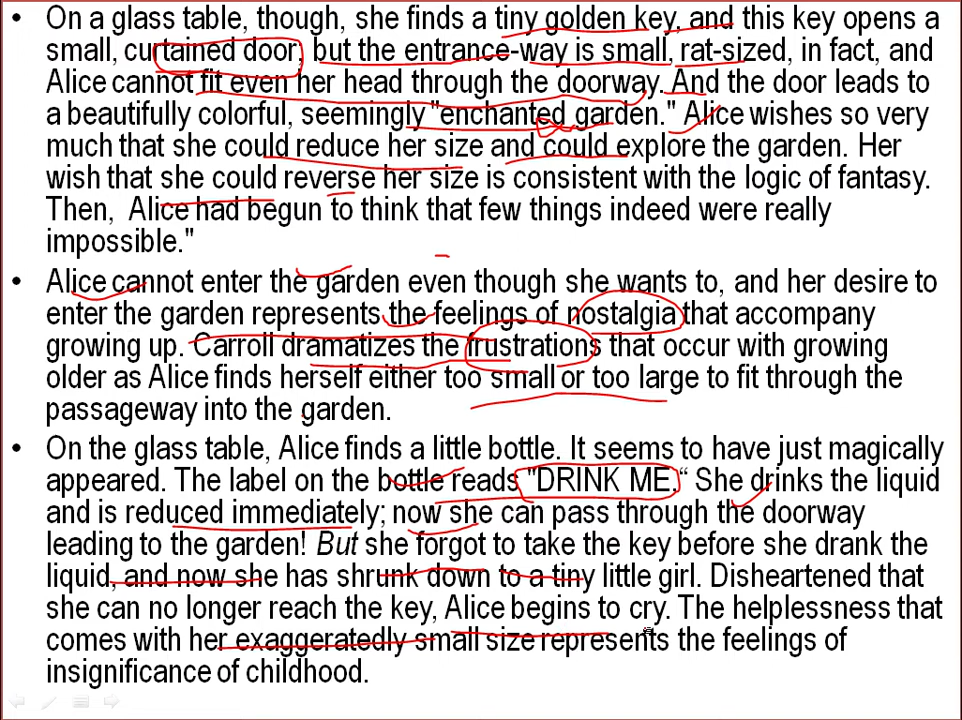 • On a glass table, though, she finds a tiny golden key, and this key opens a
small, curtained door, but the entrance-way is small, rat-sized, in fact, and
Alice cannot fit even her head through the doorway. And the door leads to
a beautifully colorful, seemingly "enchanted garden." Alice wishes so very
much that she could reduce her size and could explore the garden. Her
wish that she could reverse her size is consistent with the logic of fantasy.
Then, Alice had begun to think that few things indeed were really
impossible."
• Alice cannot enter the garden even though she wants to, and her desire to
enter the garden represents the feelings of nostalgia that accompany
growing up. Carroll dramatizes the frustrations that occur with growing
older as Alice finds herself either too small or too large to fit through the
passageway into the garden.
• On the glass table, Alice finds a little bottle. It seems to have just magically
appeared. The label on the bottle reads "DRINK ME.“ She drinks the liquid
and is reduced immediately; now she can pass through the doorway
leading to the garden! But she forgot to take the key before she drank the
liquid, and now she has shrunk down to a tiny little girl. Disheartened that
she can no longer reach the key, Alice begins to cry. The helplessness that
comes with her exaggeratedly small size represents the feelings of
insignificance of childhood.